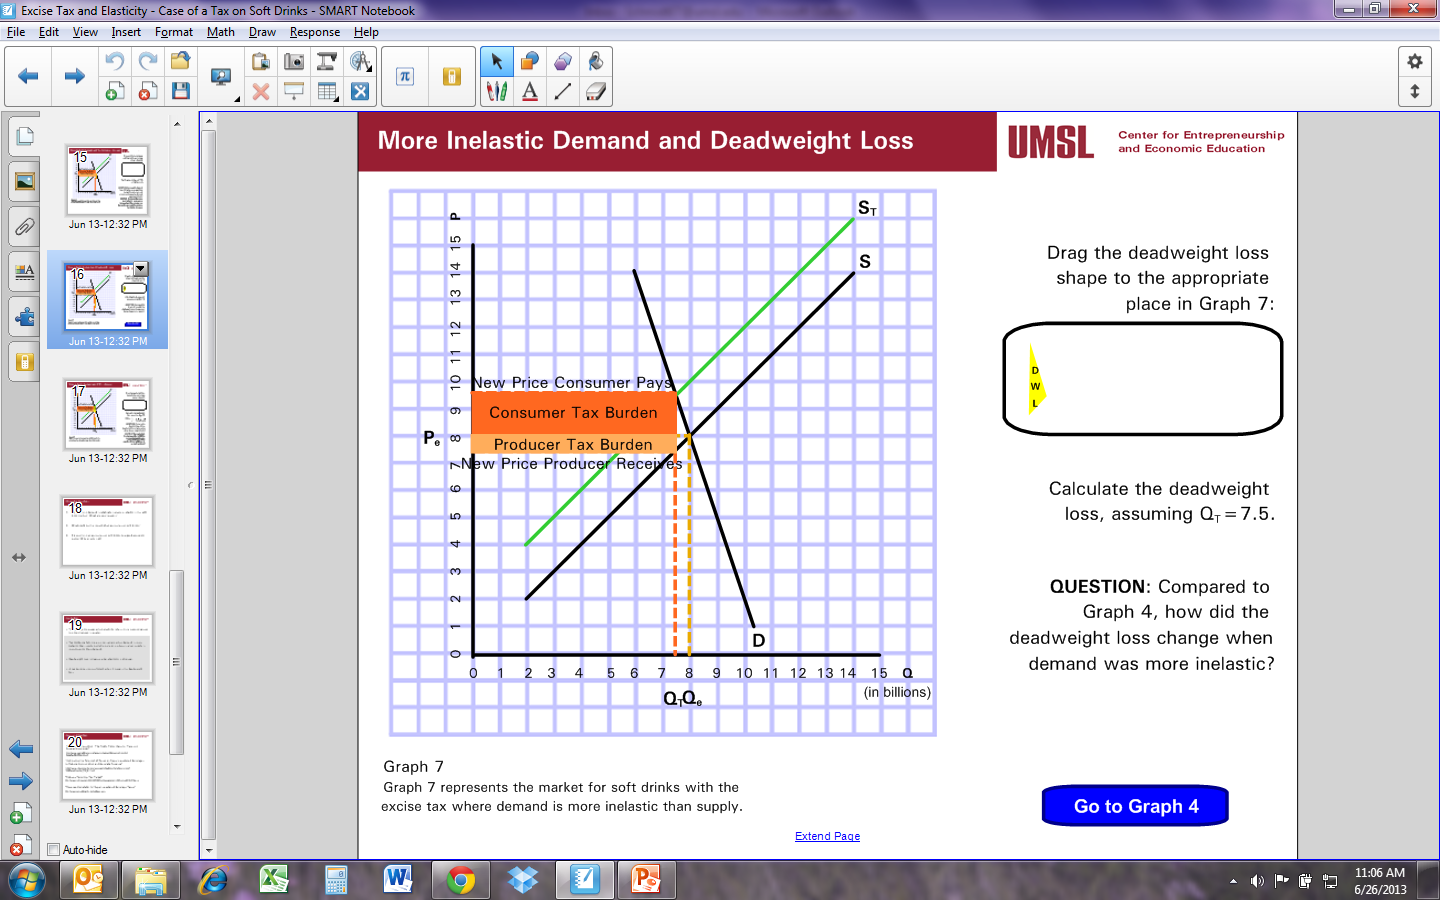 Excise Tax and Elasticity - Case of a Tax on Soft Drinks - SMART Notebook
File Edit View Insert Format Math Draw Response Help
15
Jun 13-12:32 PM
16
Jun 13-12:32 PM
17
Jun 13-12:32 PM
18
Jun 13-12:32 PM
19
Jun 13-12:32 PM
20
Jun 13-12:32 PM
Auto-hide
More Inelastic Demand and Deadweight Loss
UMSL
Center for Entrepreneurship
and Economic Education
P
15
14
13
12
11
10
9
8
7
6
5
4
3
2
1
0
Pe
ST
S
D
New Price Consumer Pays
Consumer Tax Burden
Producer Tax Burden
New Price Producer Receives
0 1 2 3 4 5 6 7 8 9 10 11 12 13 14 15 Q
(in billions)
QT Qe
Graph 7
Graph 7 represents the market for soft drinks with the
excise tax where demand is more inelastic than supply.
Extend Page
Drag the deadweight loss
shape to the appropriate
place in Graph 7:
D
W
L
Calculate the deadweight
loss, assuming QT = 7.5.
QUESTION: Compared to
Graph 4, how did the
deadweight loss change when
demand was more inelastic?
Go to Graph 4
11:06 AM
6/26/2013